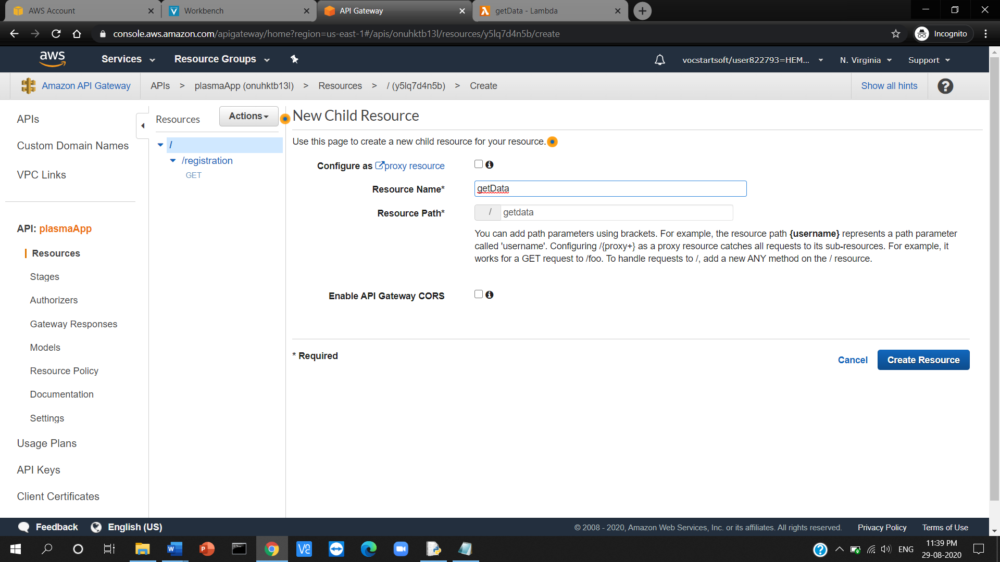 AWS Account
Workbench
API Gateway
getData - Lambda
console.aws.amazon.com/apigateway/home?region=us-east-1#/apis/onuhktb13l/resources/y5lq7d4n5b/create
Incognito
aws
Services
Resource Groups
vocstartsoft/user822793=HEM...
N. Virginia
Support
Amazon API Gateway
APIs > plasmaApp (onuhktb13l) > Resources > / (y5lq7d4n5b) > Create
Show all hints
APIs
Custom Domain Names
VPC Links
API: plasmaApp
Resources
Stages
Authorizers
Gateway Responses
Models
Resource Policy
Documentation
Settings
Usage Plans
API Keys
Client Certificates
Resources
Actions
/
/registration
GET
New Child Resource
Use this page to create a new child resource for your resource.
Configure as proxy resource
Resource Name*
getData
Resource Path*
/ getdata
You can add path parameters using brackets. For example, the resource path {username} represents a path parameter
called 'username'. Configuring /{proxy+} as a proxy resource catches all requests to its sub-resources. For example, it
works for a GET request to /foo. To handle requests to /, add a new ANY method on the / resource.
Enable API Gateway CORS
* Required
Cancel
Create Resource
Feedback
English (US)
© 2008 - 2020, Amazon Web Services, Inc. or its affiliates. All rights reserved.
Privacy Policy
Terms of Use
ENG
11:39 PM
29-08-2020